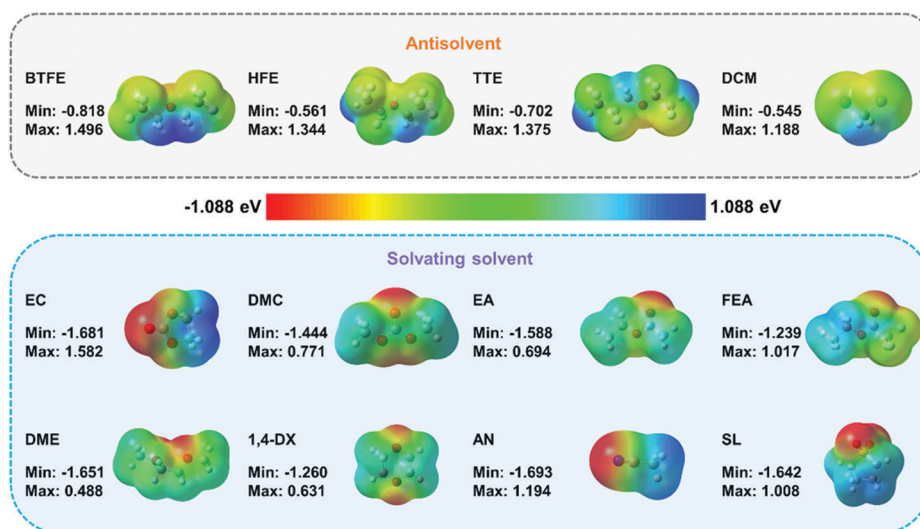 Antisolvent
BTFE
Min: -0.818
Max: 1.496
HFE
Min: -0.561
Max: 1.344
TTE
Min: -0.702
Max: 1.375
DCM
Min: -0.545
Max: 1.188
-1.088 eV
1.088 eV
Solvating solvent
EC
Min: -1.681
Max: 1.582
DMC
Min: -1.444
Max: 0.771
EA
Min: -1.588
Max: 0.694
FEA
Min: -1.239
Max: 1.017
DME
Min: -1.651
Max: 0.488
1,4-DX
Min: -1.260
Max: 0.631
AN
Min: -1.693
Max: 1.194
SL
Min: -1.642
Max: 1.008